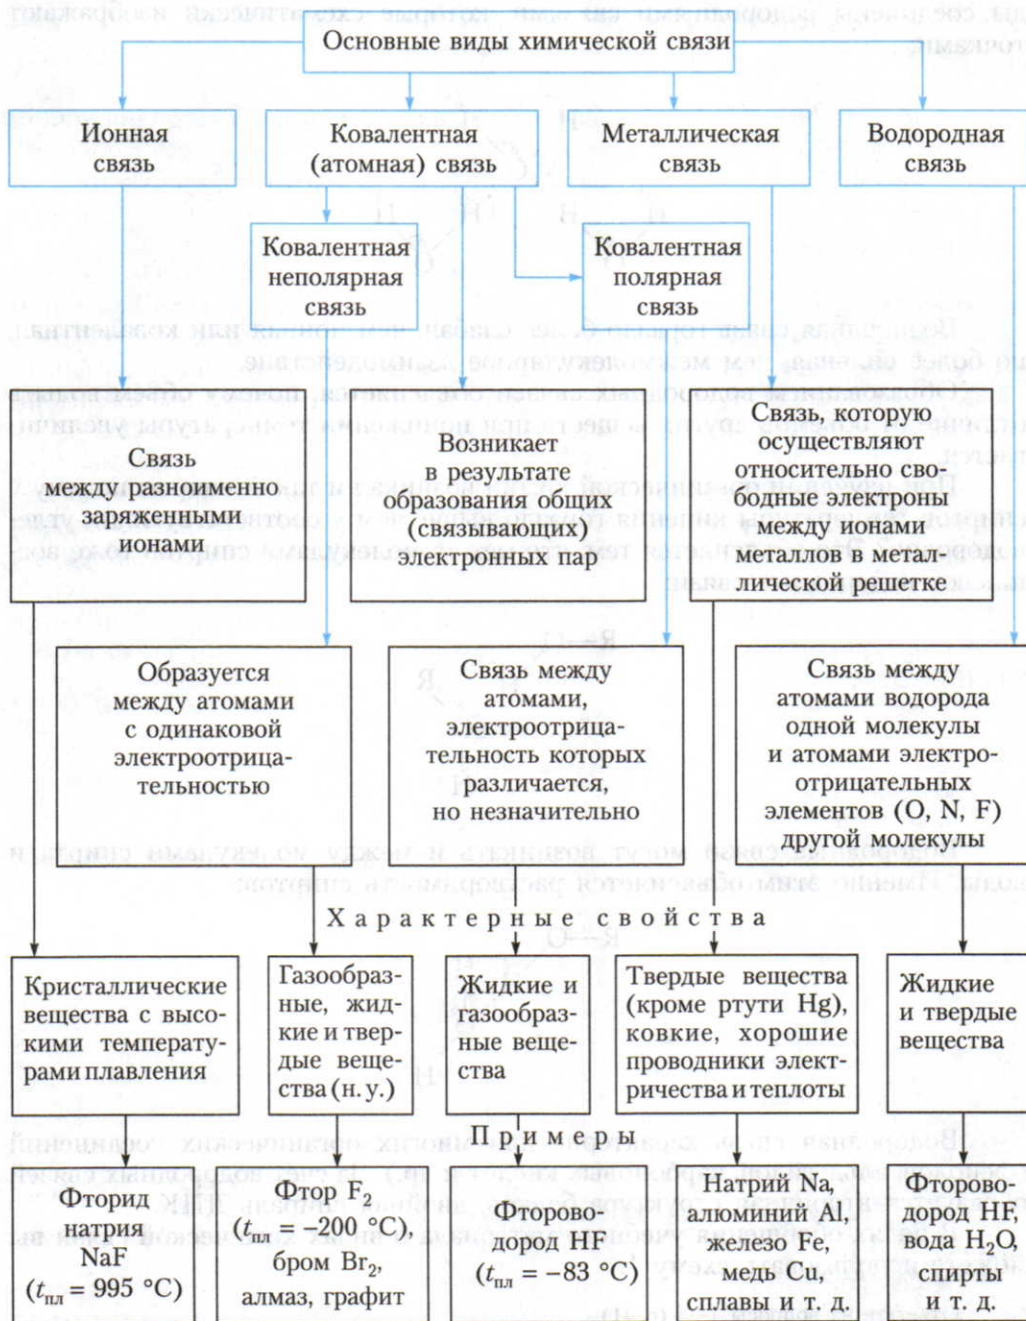 Основные виды химической связи
Ионная
связь
Ковалентная
(атомная) связь
Металлическая
связь
Водородная
связь
Ковалентная
неполярная
связь
Ковалентная
полярная
связь
Связь
между разноименно
заряженными
ионами
Возникает
в результате
образования общих
(связывающих)
электронных пар
Связь, которую
осуществляют
относительно сво-
бодные электроны
между ионами
металлов в метал-
лической решетке
Образуется
между атомами
с одинаковой
электроотрица-
тельностью
Связь между
атомами,
электроотрица-
тельность которых
различается,
но незначительно
Связь между
атомами водорода
одной молекулы
и атомами электро-
отрицательных
элементов (O, N, F)
другой молекулы
Характерные свойства
Кристаллические
вещества с высо-
кими температу-
рами плавления
Газообраз-
ные, жид-
кие и твер-
дые веще-
ства (н. у.)
Жидкие и
газообраз-
ные веще-
ства
Твердые вещества
(кроме ртути Hg),
ковкие, хорошие
проводники элект-
ричества и теплоты
Жидкие
и твердые
вещества
Примеры
Фторид
натрия
NaF
(tпл = 995 °C)
Фтор F₂
(tпл = –200 °C),
бром Br₂,
алмаз, графит
Фторово-
дород HF
(tпл = –83 °C)
Натрий Na,
алюминий Al,
железо Fe,
медь Cu,
сплавы и т. д.
Фторово-
дород HF,
вода H₂O,
спирты
и т. д.